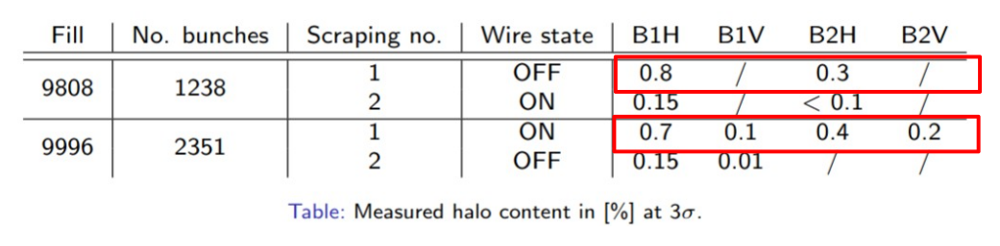 Fill No. bunches Scraping no. Wire state B1H B1V B2H B2V
9808 1238 1 OFF 0.8 / 0.3 /
2 ON 0.15 / < 0.1 /
9996 2351 1 ON 0.7 0.1 0.4 0.2
2 OFF 0.15 0.01 / /
Table: Measured halo content in [%] at 3σ.